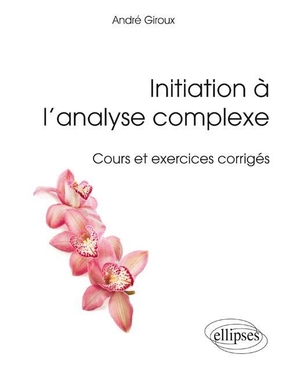 André Giroux
Initiation à
l'analyse complexe
Cours et exercices corrigés
ellipses